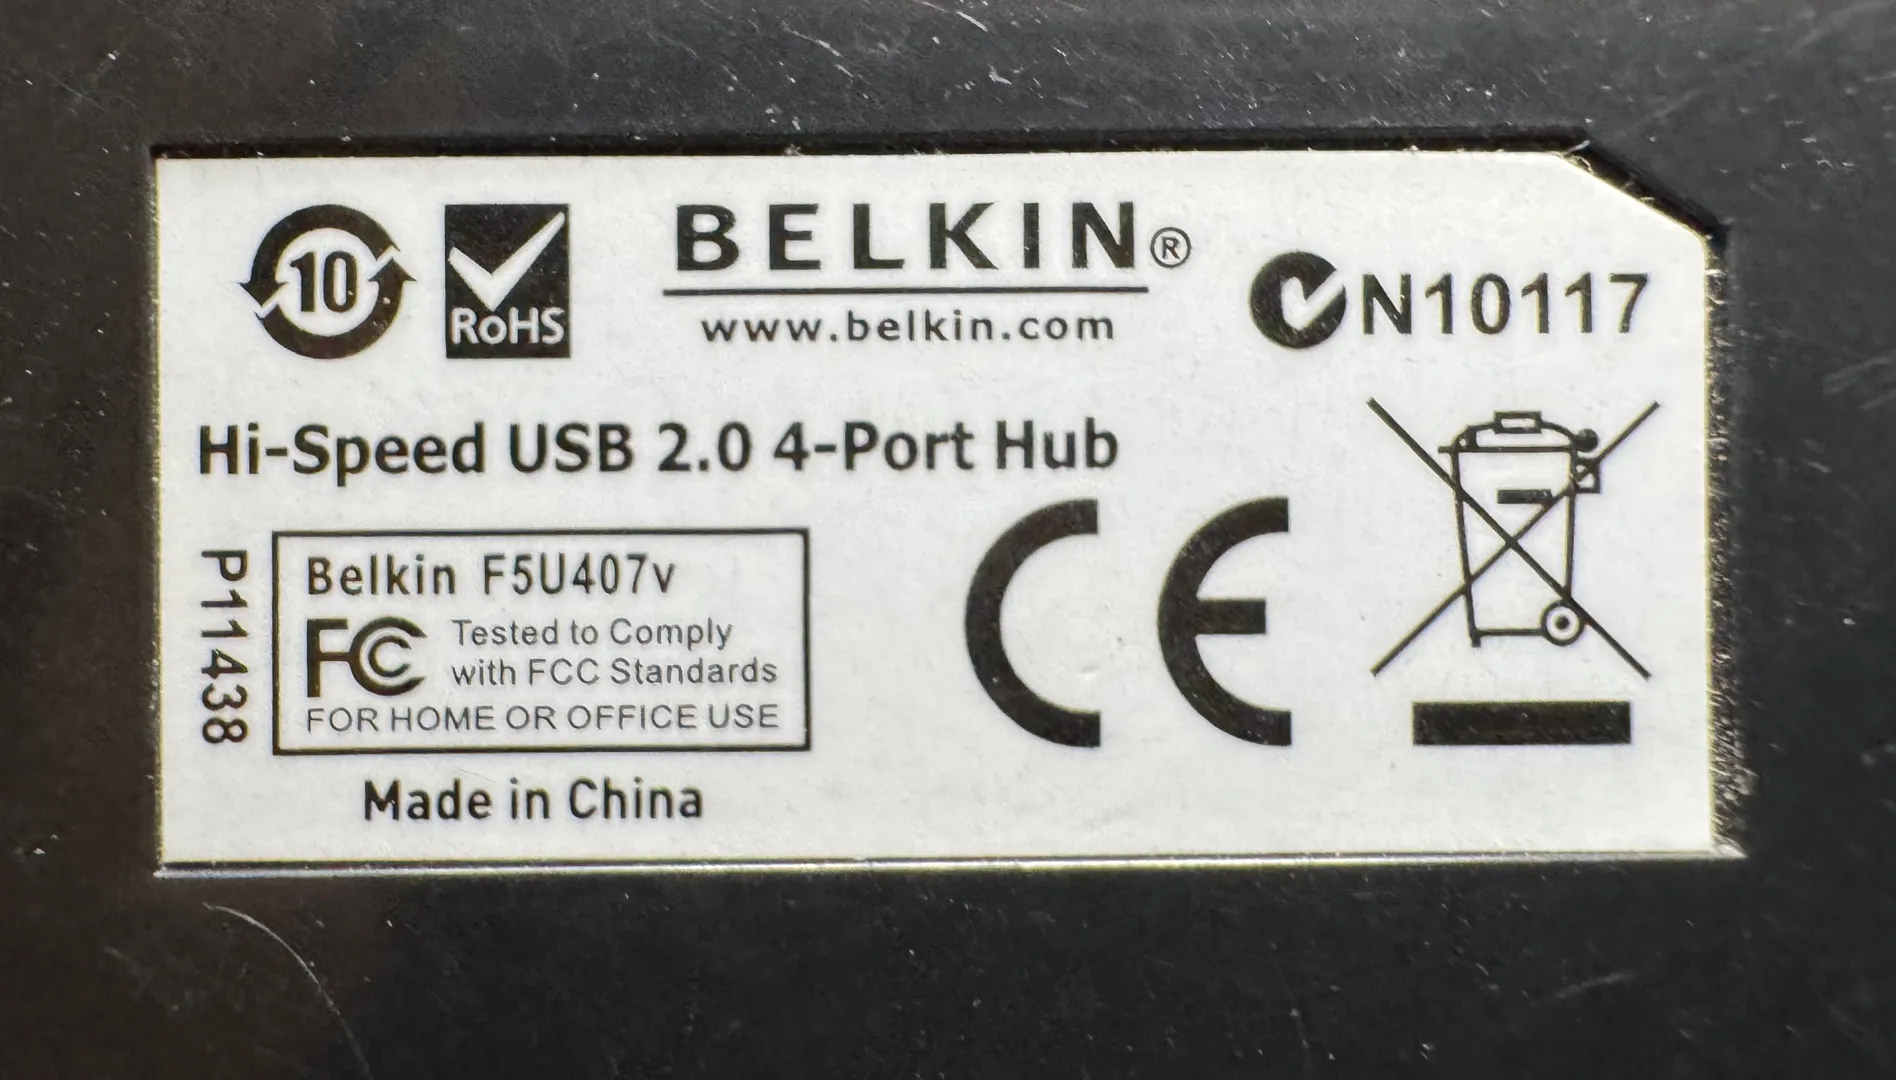 10
RoHS
BELKIN®
www.belkin.com
N10117
Hi-Speed USB 2.0 4-Port Hub
P11438
Belkin F5U407v
FC Tested to Comply
with FCC Standards
FOR HOME OR OFFICE USE
Made in China
CE